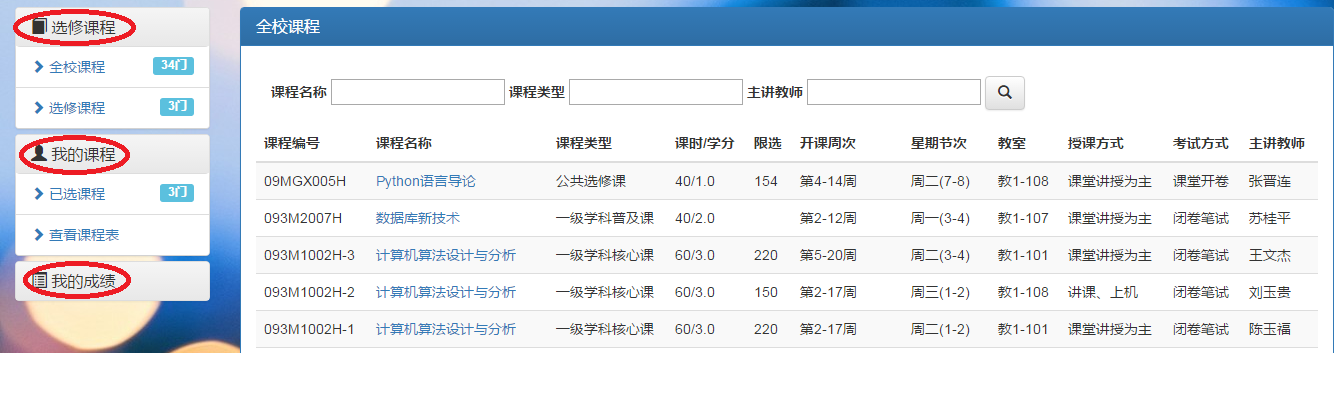 选修课程
全校课程 34门
选修课程 3门
我的课程
已选课程 3门
查看课程表
我的成绩
全校课程
课程名称 课程类型 主讲教师
课程编号 课程名称 课程类型 课时/学分 限选 开课周次 星期节次 教室 授课方式 考试方式 主讲教师
09MGX005H Python语言导论 公共选修课 40/1.0 154 第4-14周 周二(7-8) 教1-108 课堂讲授为主 课堂开卷 张晋连
093M2007H 数据库新技术 一级学科普及课 40/2.0 第2-12周 周一(3-4) 教1-107 课堂讲授为主 闭卷笔试 苏桂平
093M1002H-3 计算机算法设计与分析 一级学科核心课 60/3.0 220 第5-20周 周二(3-4) 教1-101 课堂讲授为主 闭卷笔试 王文杰
093M1002H-2 计算机算法设计与分析 一级学科核心课 60/3.0 150 第2-17周 周三(1-2) 教1-108 讲课、上机 闭卷笔试 刘玉贵
093M1002H-1 计算机算法设计与分析 一级学科核心课 60/3.0 220 第2-17周 周二(1-2) 教1-101 课堂讲授为主 闭卷笔试 陈玉福